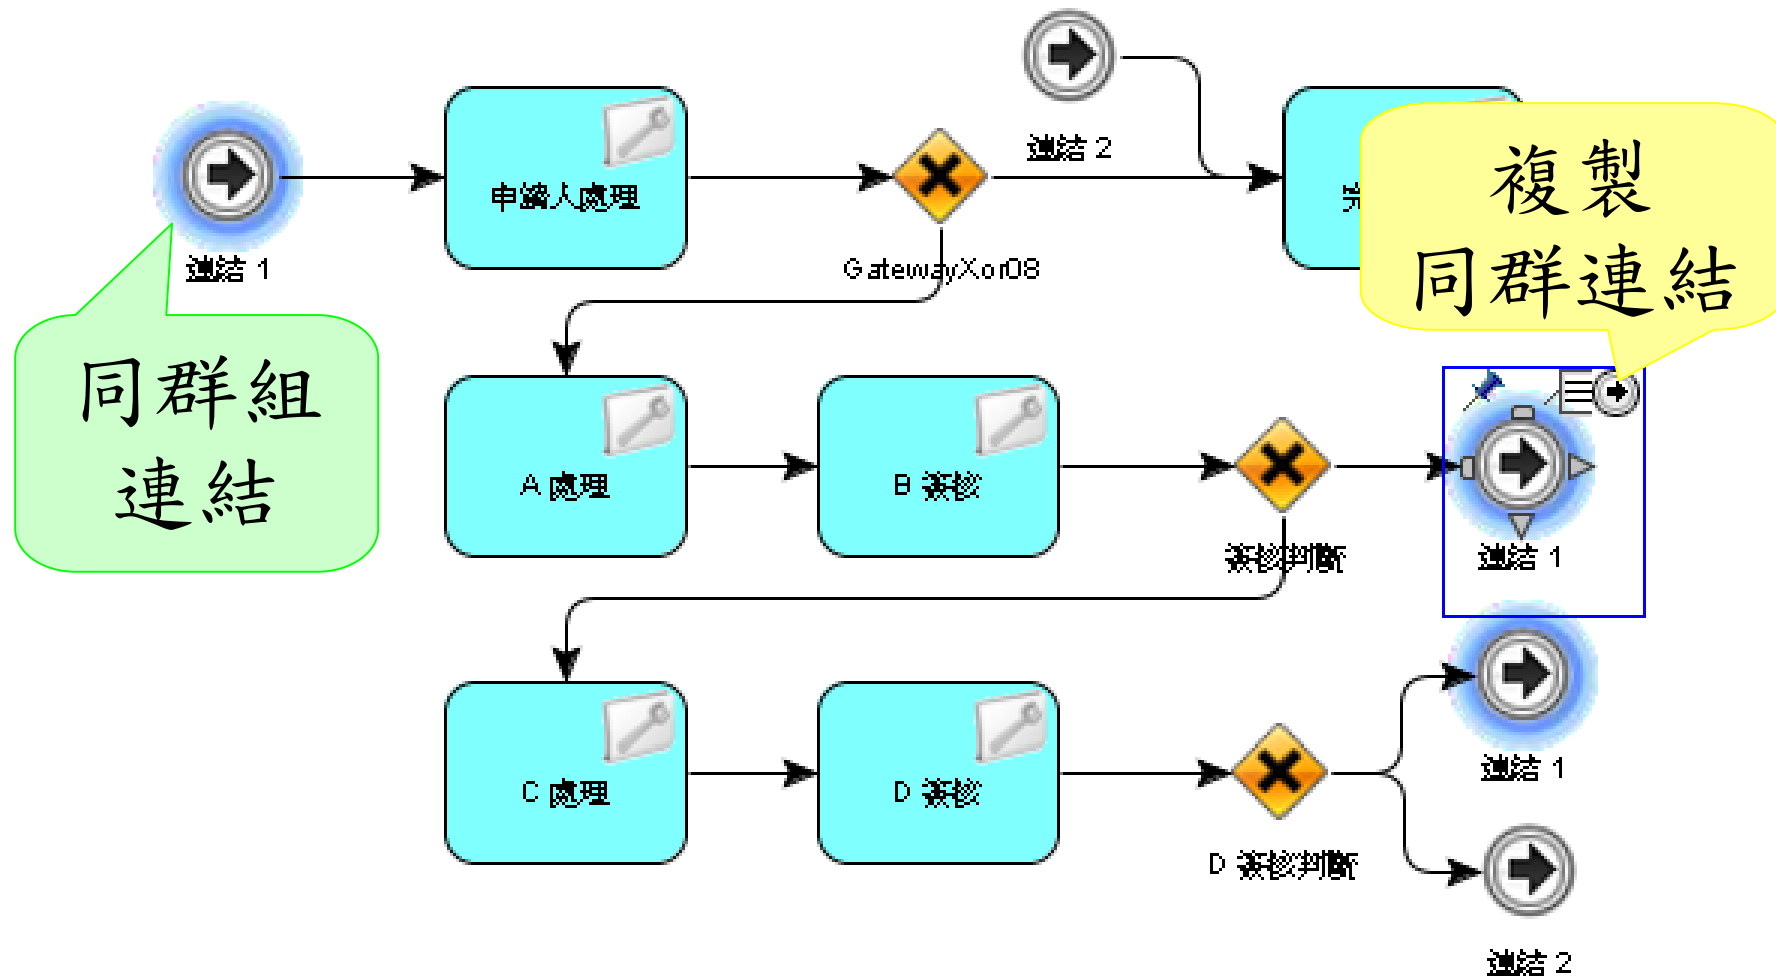 連結 2
複製
同群連結
申請人處理
完
連結 1
GatewayXor08
同群組
連結
A 處理
B 簽核
簽核判斷
連結 1
C 處理
D 簽核
D 簽核判斷
連結 1
連結 2